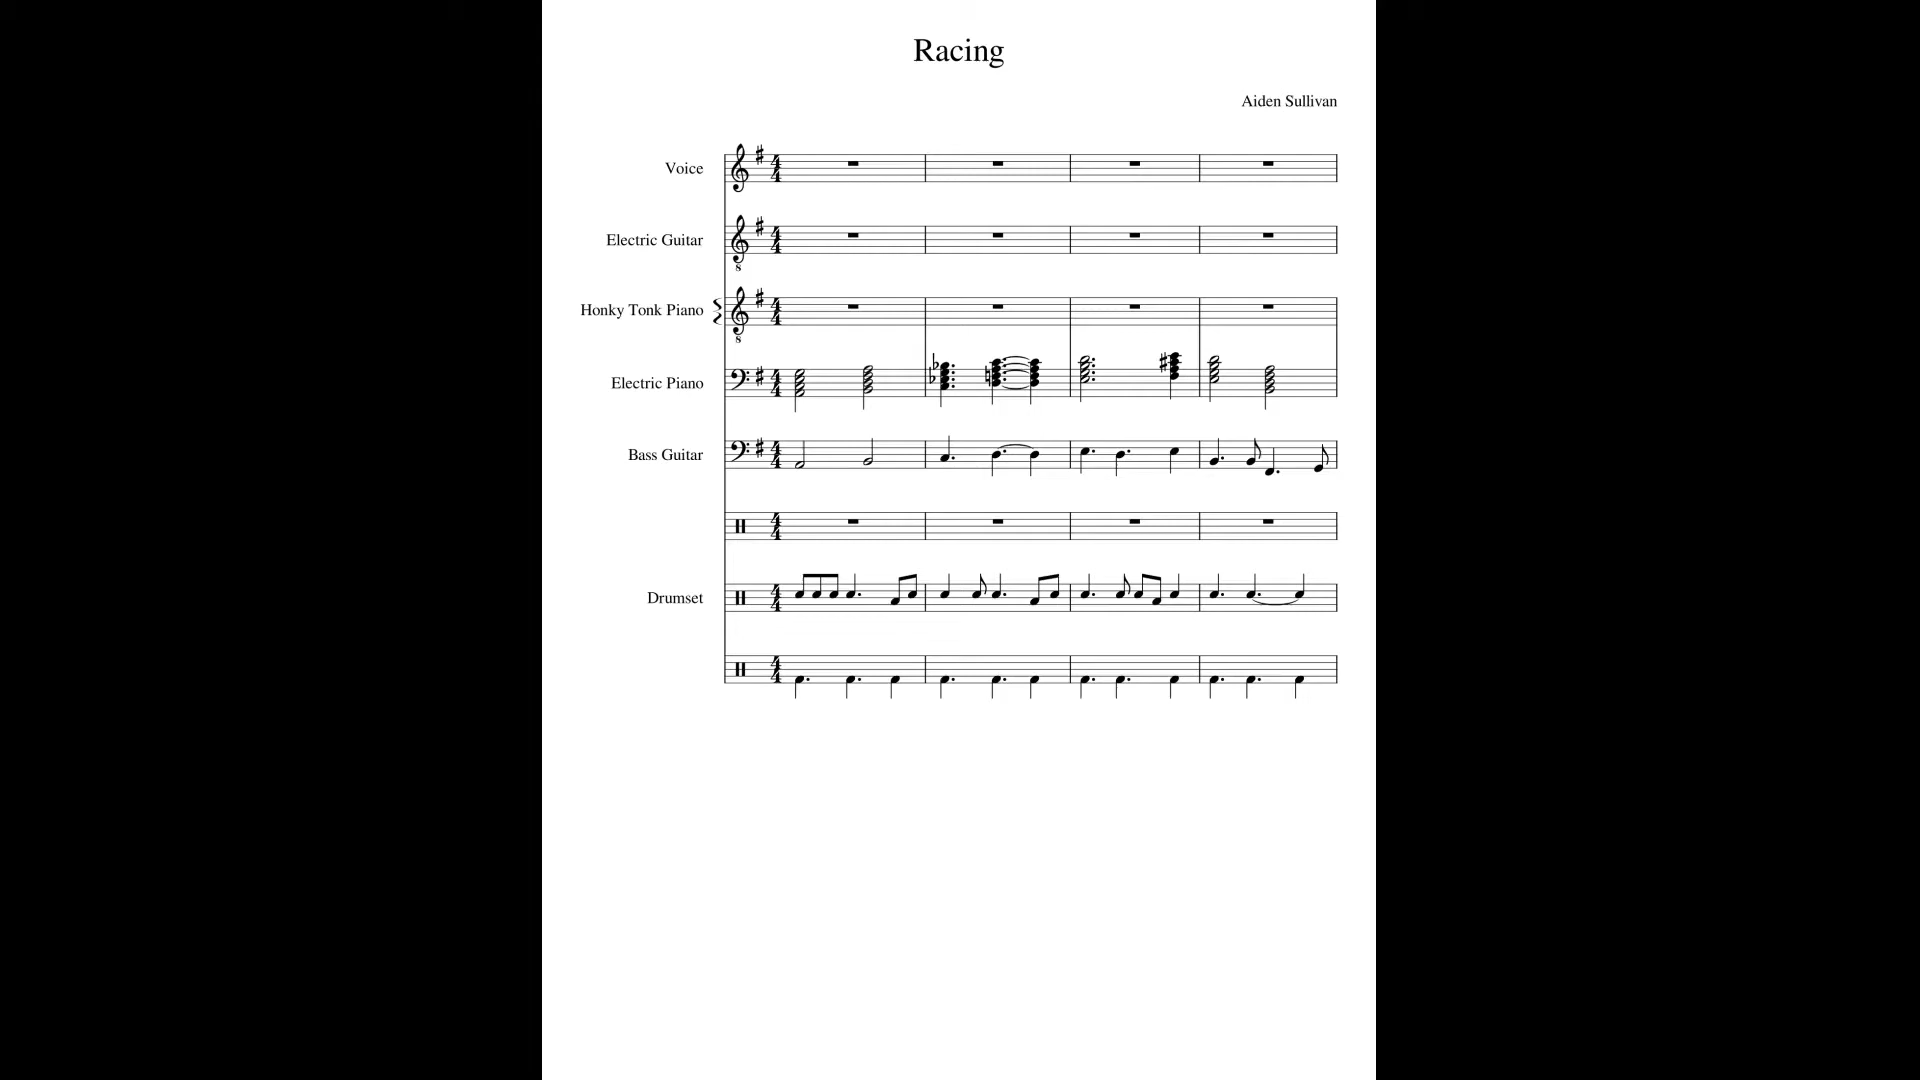 Racing
Aiden Sullivan
Voice
Electric Guitar
Honky Tonk Piano
Electric Piano
Bass Guitar
Drumset